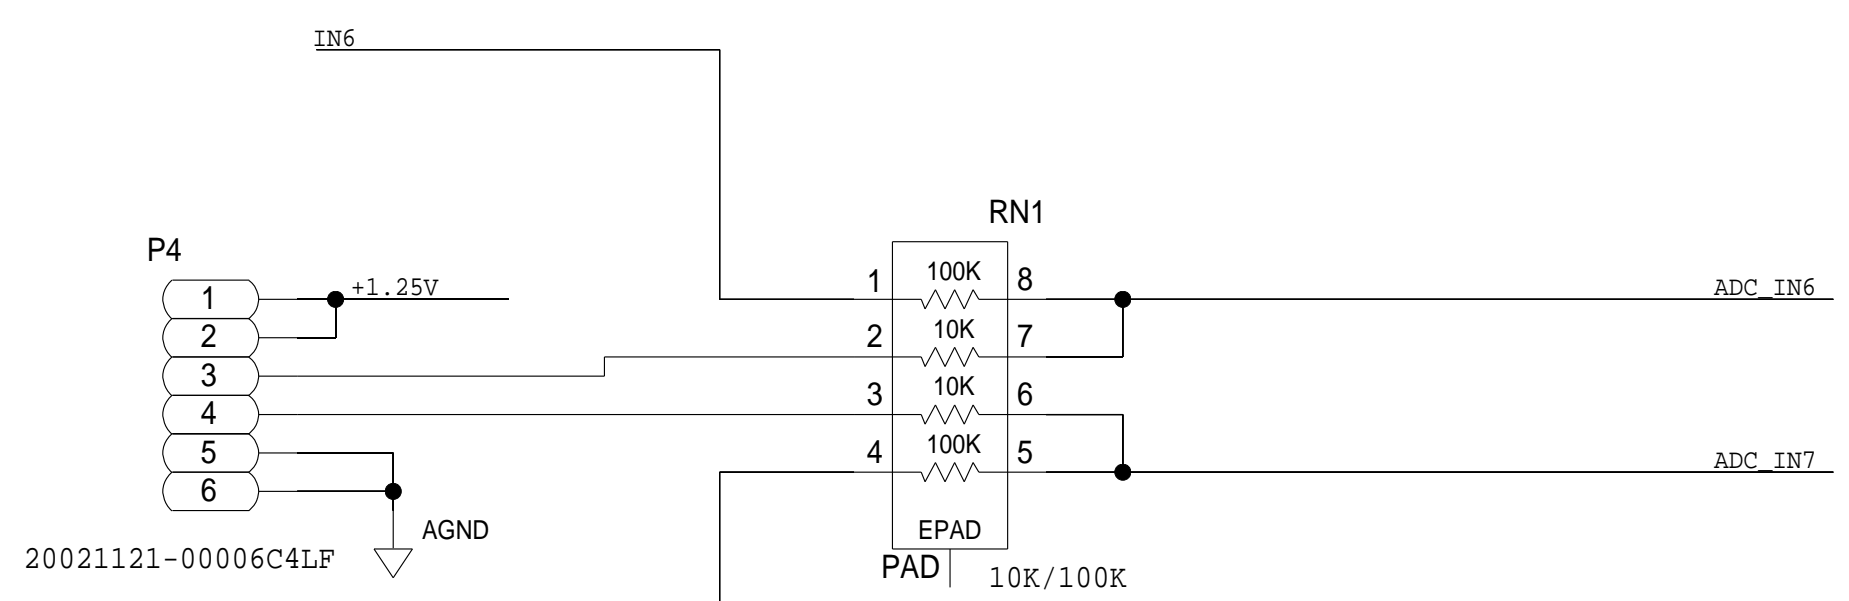 IN6
RN1
P4
1
2
3
4
5
6
+1.25V
AGND
20021121-00006C4LF
1
100K
8
2
10K
7
3
10K
6
4
100K
5
EPAD
PAD
10K/100K
ADC_IN6
ADC_IN7